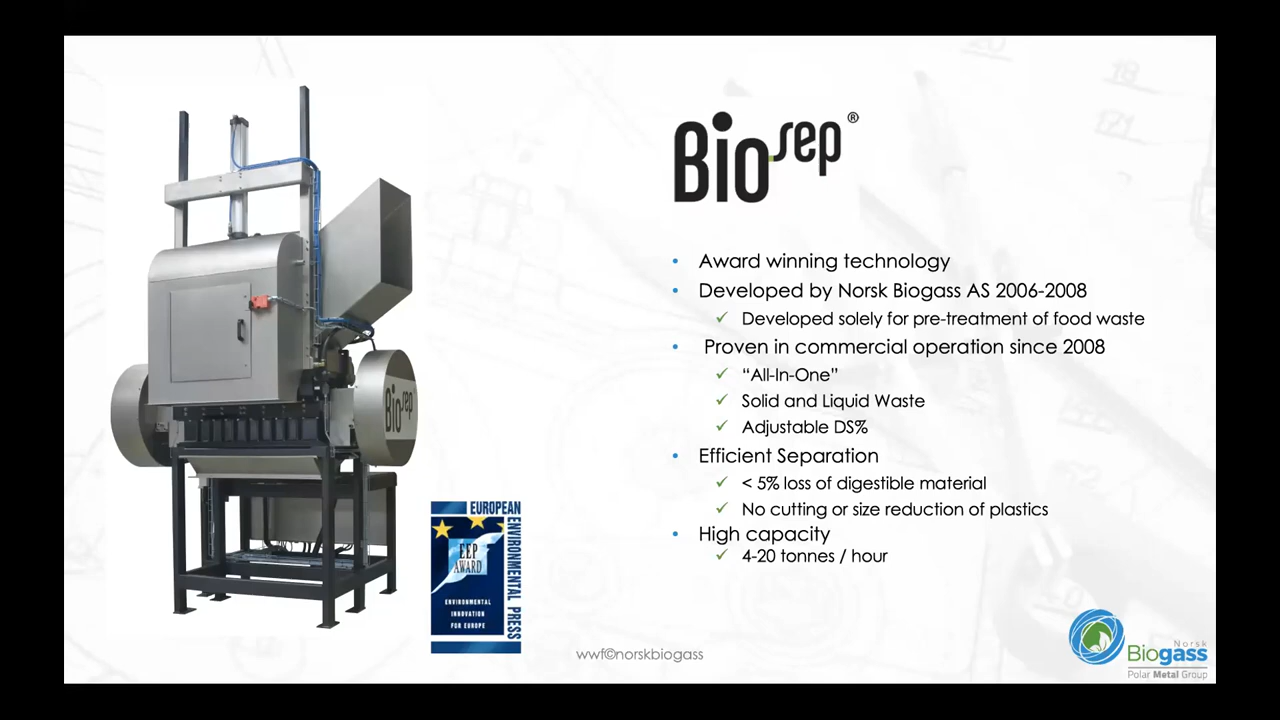 Biosep®
• Award winning technology
• Developed by Norsk Biogass AS 2006-2008
✓ Developed solely for pre-treatment of food waste
• Proven in commercial operation since 2008
✓ “All-In-One”
✓ Solid and Liquid Waste
✓ Adjustable DS%
• Efficient Separation
✓ < 5% loss of digestible material
✓ No cutting or size reduction of plastics
• High capacity
✓ 4-20 tonnes / hour
Biosep
EUROPEAN
ENVIRONMENTAL PRESS
EEP
AWARD
ENVIRONMENTAL
INNOVATION
FOR EUROPE
wwf©norskbiogass
Norsk
Biogass
Polar Metal Group